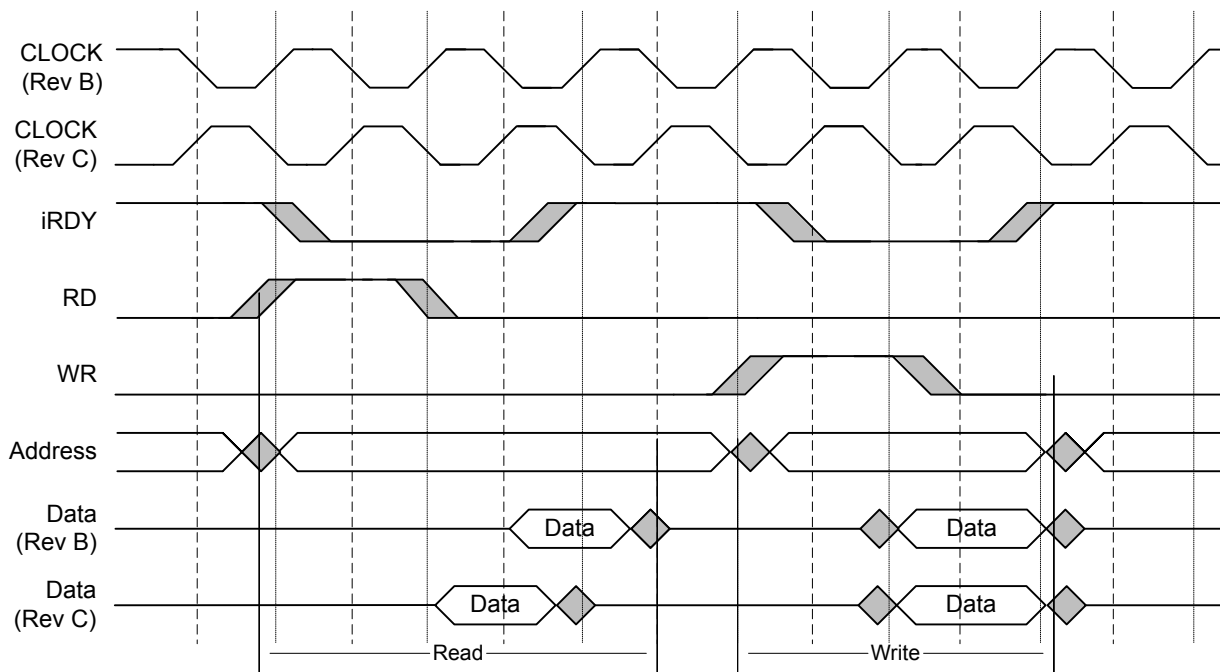 CLOCK
(Rev B)
CLOCK
(Rev C)
iRDY
RD
WR
Address
Data
(Rev B)
Data
Data
Data
(Rev C)
Data
Data
Read
Write